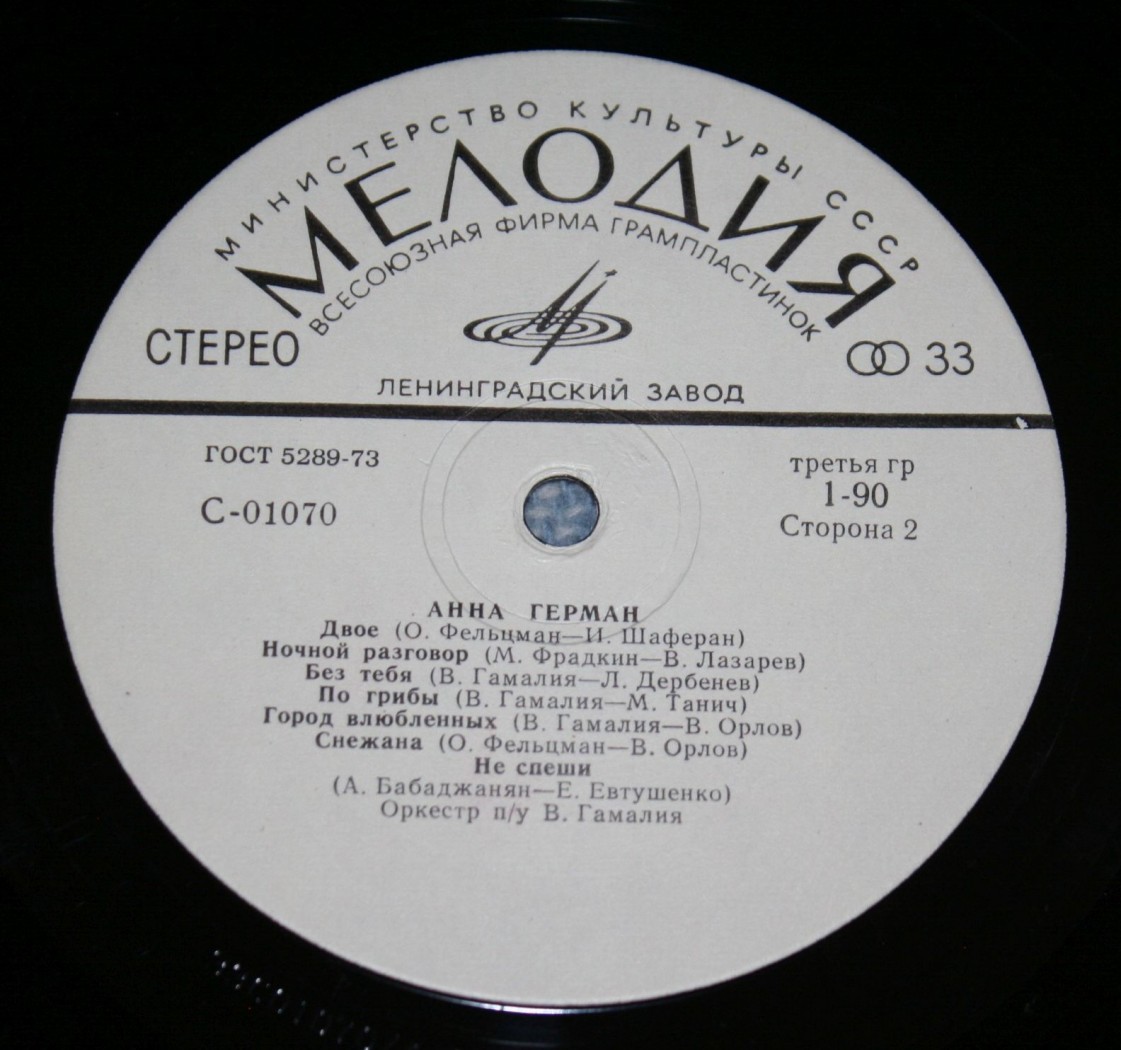 МИНИСТЕРСТВО КУЛЬТУРЫ СССР
МЕЛОДИЯ
ВСЕСОЮЗНАЯ ФИРМА ГРАМПЛАСТИНОК
СТЕРЕО
33
ЛЕНИНГРАДСКИЙ ЗАВОД
ГОСТ 5289-73
третья гр
С-01070
1-90
Сторона 2
АННА ГЕРМАН
Двое (О. Фельцман—И. Шаферан)
Ночной разговор (М. Фрадкин—В. Лазарев)
Без тебя (В. Гамалия—Л. Дербенев)
По грибы (В. Гамалия—М. Танич)
Город влюбленных (В. Гамалия—В. Орлов)
Снежана (О. Фельцман—В. Орлов)
Не спеши
(А. Бабаджанян—Е. Евтушенко)
Оркестр п/у В. Гамалия